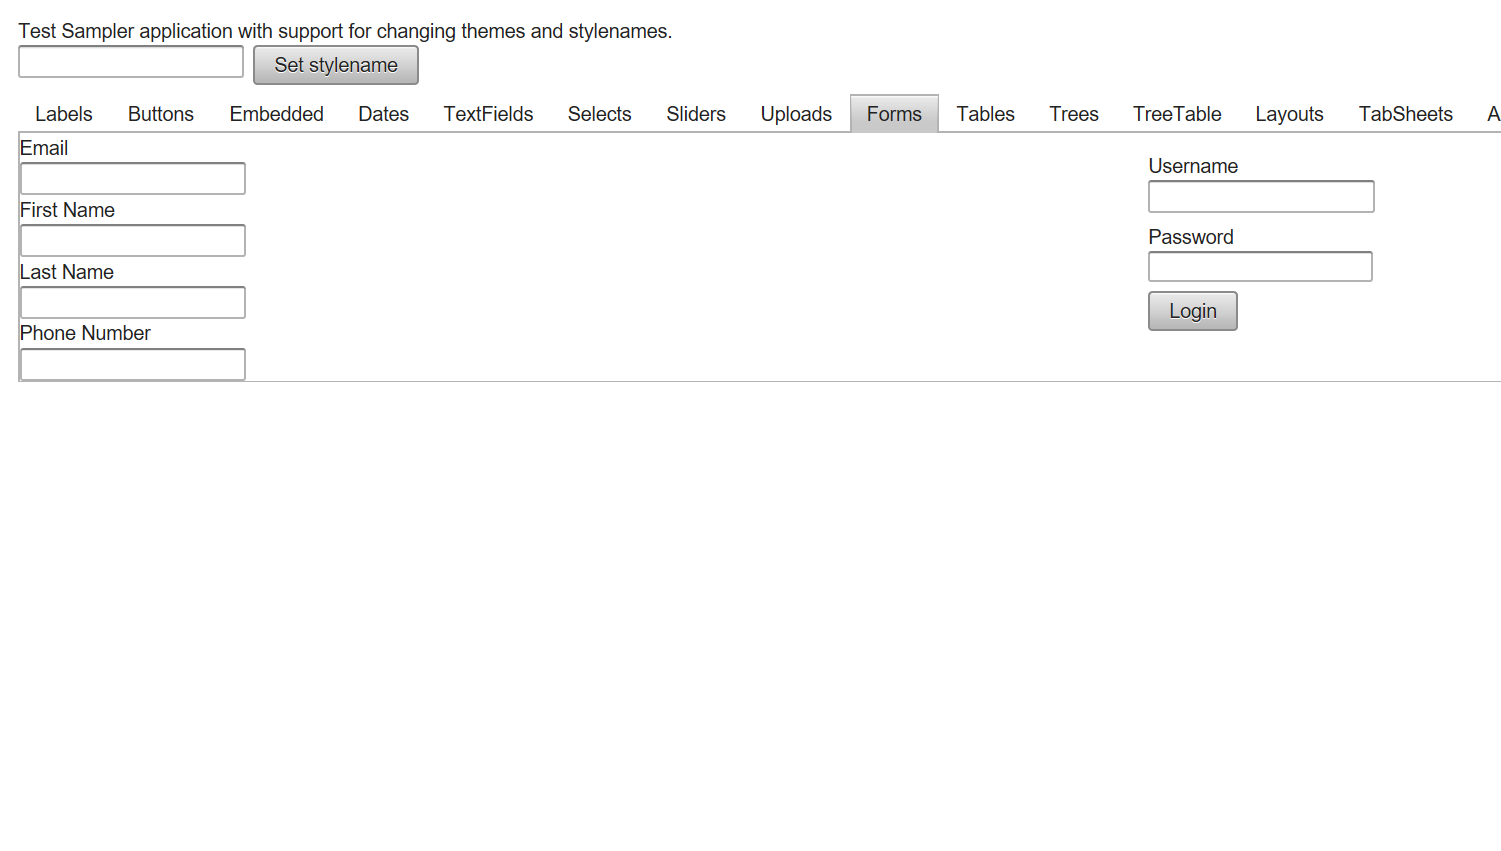 Test Sampler application with support for changing themes and stylenames.
Set stylename
Labels Buttons Embedded Dates TextFields Selects Sliders Uploads Forms Tables Trees TreeTable Layouts TabSheets A
Email
First Name
Last Name
Phone Number
Username
Password
Login